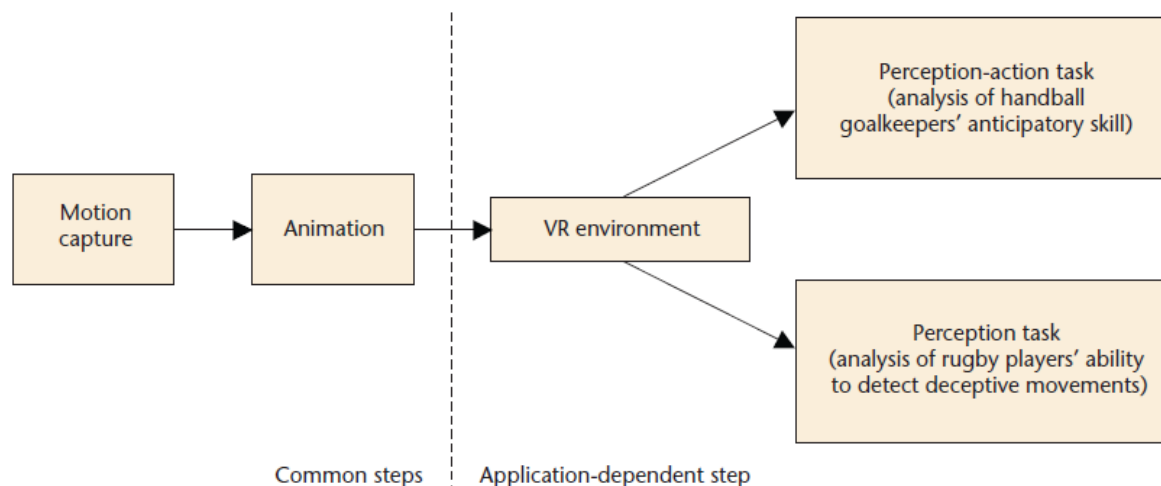 Motion
capture
Animation
VR environment
Perception-action task
(analysis of handball
goalkeepers’ anticipatory skill)
Perception task
(analysis of rugby players’ ability
to detect deceptive movements)
Common steps
Application-dependent step